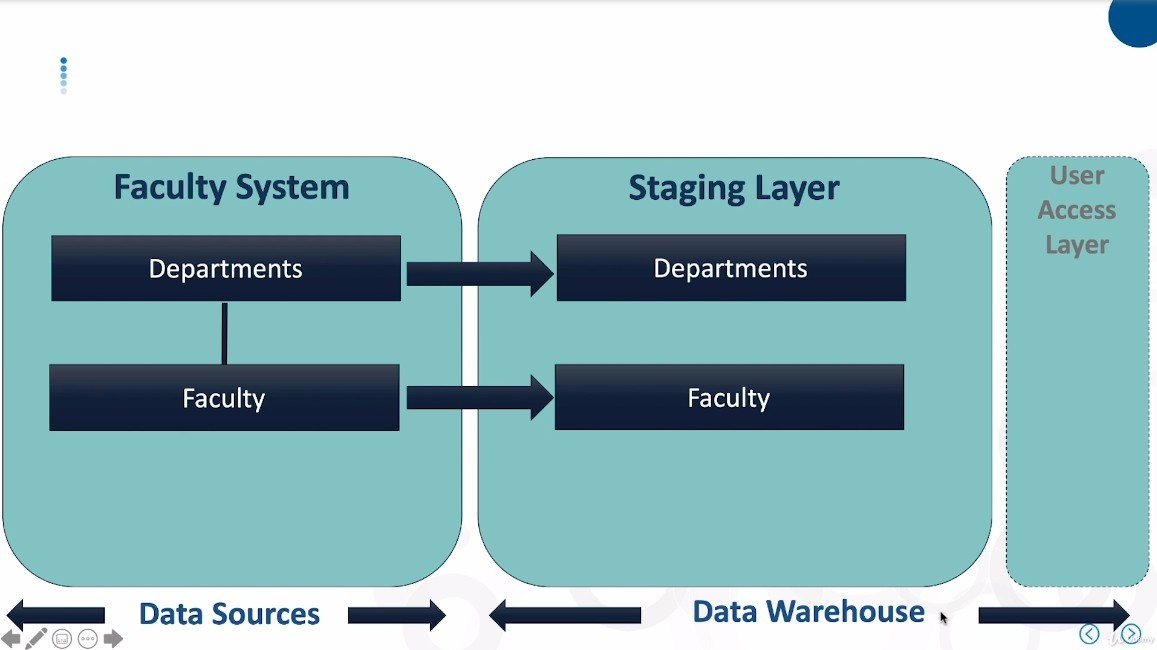 Faculty System
Departments
Faculty
Staging Layer
Departments
Faculty
User
Access
Layer
Data Sources
Data Warehouse